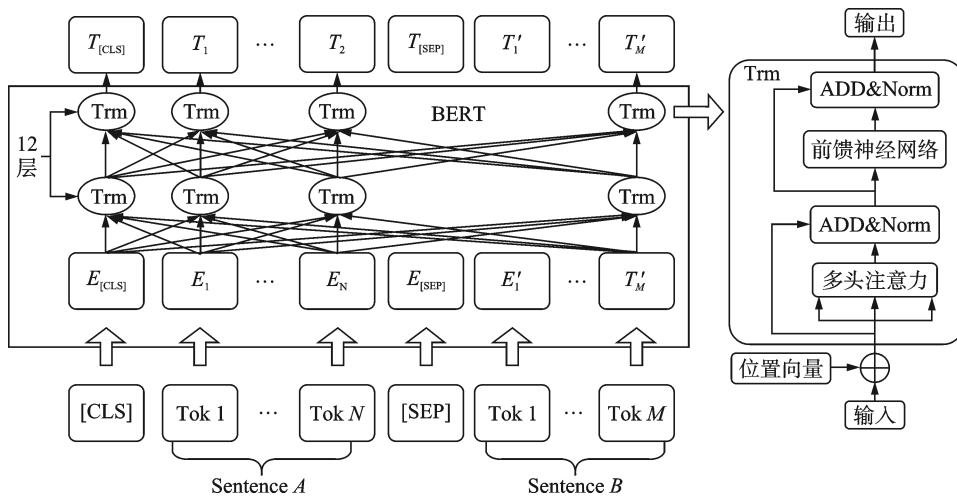 T[CLS] T1 … T2 T[SEP] T′1 … T′M
BERT
Trm Trm Trm Trm
12
层
Trm Trm Trm Trm
E[CLS] E1 … EN E[SEP] E′1 … T′M
[CLS] Tok 1 … Tok N [SEP] Tok 1 … Tok M
Sentence A Sentence B
输出
Trm
ADD&Norm
前馈神经网络
ADD&Norm
多头注意力
位置向量
输入